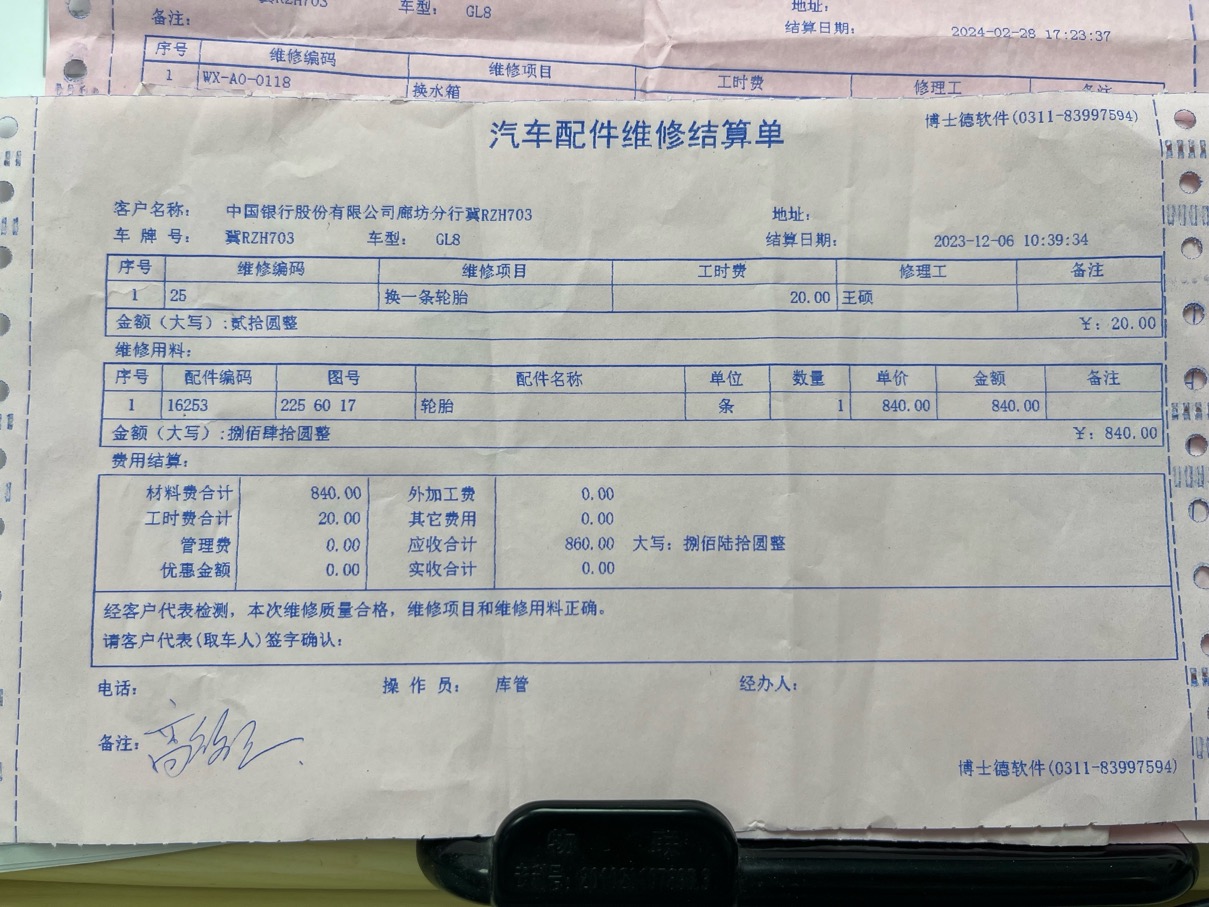 冀RZH703 车型: GL8 地址:
备注: 结算日期: 2024-02-28 17:23:37
序号 维修编码 维修项目 工时费 修理工 备注
1 WX-AO-0118 换水箱
汽车配件维修结算单
博士德软件(0311-83997594)
客户名称: 中国银行股份有限公司廊坊分行冀RZH703 地址:
车 牌 号: 冀RZH703 车型: GL8 结算日期: 2023-12-06 10:39:34
序号 维修编码 维修项目 工时费 修理工 备注
1 25 换一条轮胎 20.00 王硕
金额(大写):贰拾圆整 ¥: 20.00
维修用料:
序号 配件编码 图号 配件名称 单位 数量 单价 金额 备注
1 16253 225 60 17 轮胎 条 1 840.00 840.00
金额(大写):捌佰肆拾圆整 ¥: 840.00
费用结算:
材料费合计 840.00 外加工费 0.00
工时费合计 20.00 其它费用 0.00
管理费 0.00 应收合计 860.00 大写: 捌佰陆拾圆整
优惠金额 0.00 实收合计 0.00
经客户代表检测, 本次维修质量合格, 维修项目和维修用料正确。
请客户代表(取车人)签字确认:
电话: 操 作 员: 库管 经办人:
备注:
博士德软件(0311-83997594)